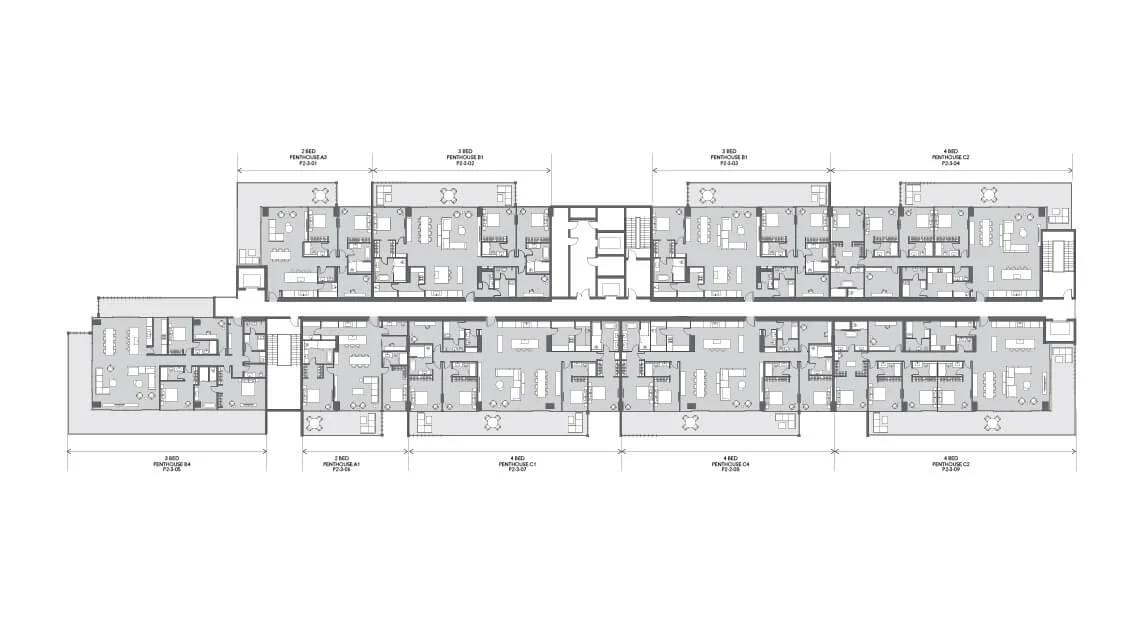 2 BED
PENTHOUSE A3
P2-3-01
3 BED
PENTHOUSE B1
P2-3-02
3 BED
PENTHOUSE B1
P2-3-03
4 BED
PENTHOUSE C2
P2-3-04
3 BED
PENTHOUSE B4
P2-3-05
2 BED
PENTHOUSE A1
P2-3-06
4 BED
PENTHOUSE C1
P2-3-07
4 BED
PENTHOUSE C4
P2-3-08
4 BED
PENTHOUSE C2
P2-3-09